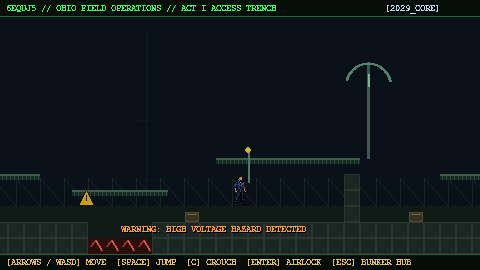 6EQUJ5 // OHIO FIELD OPERATIONS // ACT I ACCESS TRENCH [2029_CORE]
WARNING: HIGH VOLTAGE HAZARD DETECTED
[ARROWS / WASD] MOVE [SPACE] JUMP [C] CROUCH [ENTER] AIRLOCK [ESC] BUNKER HUB